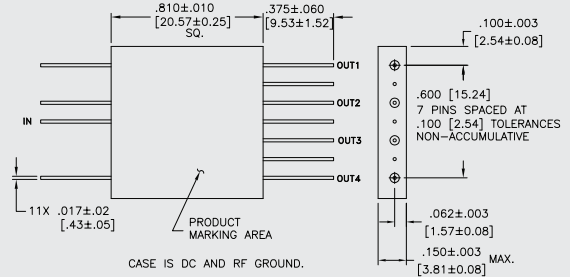 .810±.010
[20.57±0.25]
SQ.
.375±.060
[9.53±1.52]
.100±.003
[2.54±0.08]
OUT1
OUT2
IN
OUT3
OUT4
.600 [15.24]
7 PINS SPACED AT
.100 [2.54] TOLERANCES
NON-ACCUMULATIVE
11X .017±.02
[.43±.05]
PRODUCT
MARKING AREA
.062±.003
[1.57±0.08]
.150±.003 MAX.
[3.81±0.08]
CASE IS DC AND RF GROUND.